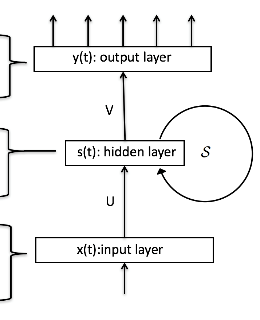 y(t): output layer
V
s(t): hidden layer
S
U
x(t):input layer